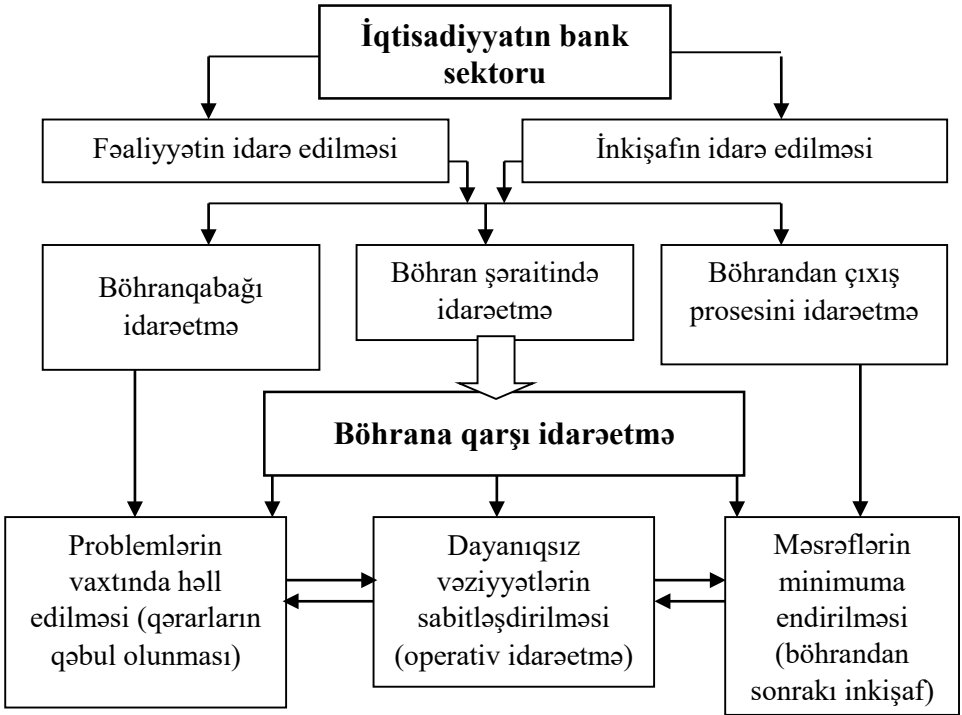 İqtisadiyyatın bank
sektoru
Fəaliyyətin idarə edilməsi
İnkişafın idarə edilməsi
Böhranqabağı
idarəetmə
Böhran şəraitində
idarəetmə
Böhrandan çıxış
prosesini idarəetmə
Böhrana qarşı idarəetmə
Problemlərin
vaxtında həll
edilməsi (qərarların
qəbul olunması)
Dayanıqsız
vəziyyətlərin
sabitləşdirilməsi
(operativ idarəetmə)
Məsrəflərin
minimuma
endirilməsi
(böhrandan
sonrakı inkişaf)